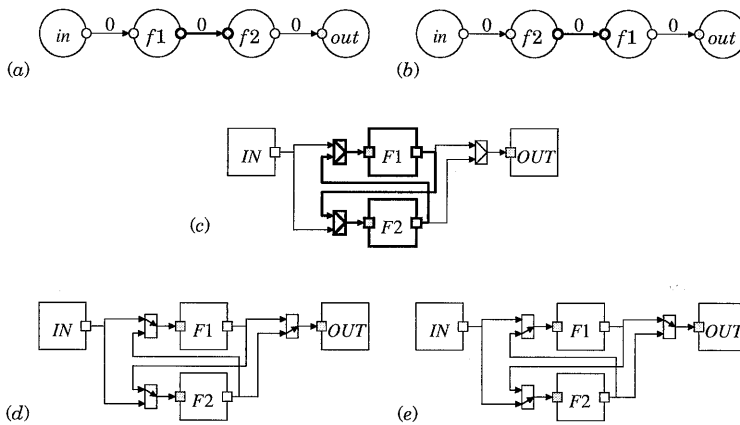 0 0 0
in f1 f2 out
(a)
0 0 0
in f2 f1 out
(b)
IN F1 OUT
F2
(c)
IN F1 OUT
F2
(d)
IN F1 OUT
F2
(e)